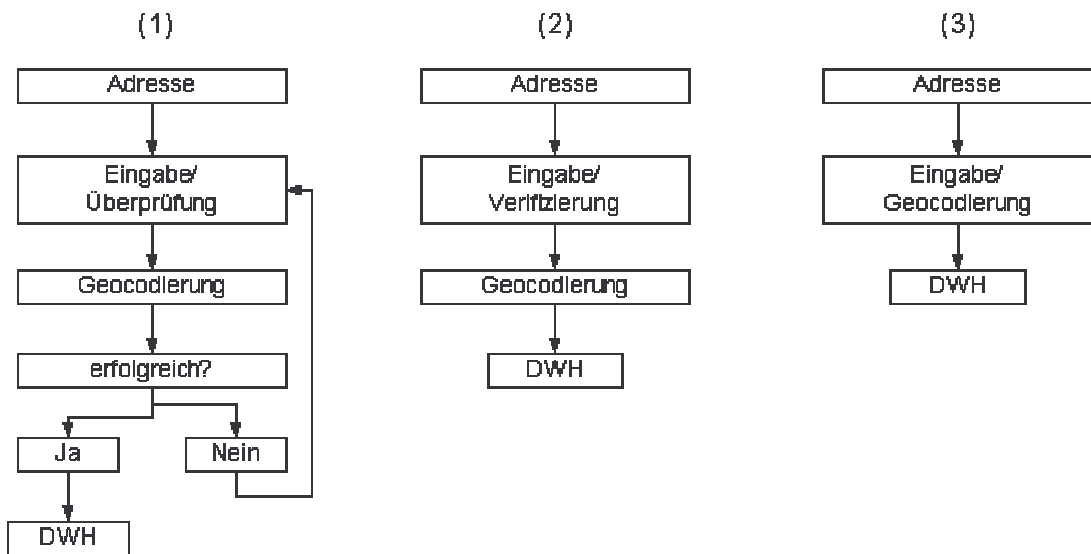 (1)
Adresse
Eingabe/
Überprüfung
Geocodierung
erfolgreich?
Ja
Nein
DWH
(2)
Adresse
Eingabe/
Verifizierung
Geocodierung
DWH
(3)
Adresse
Eingabe/
Geocodierung
DWH